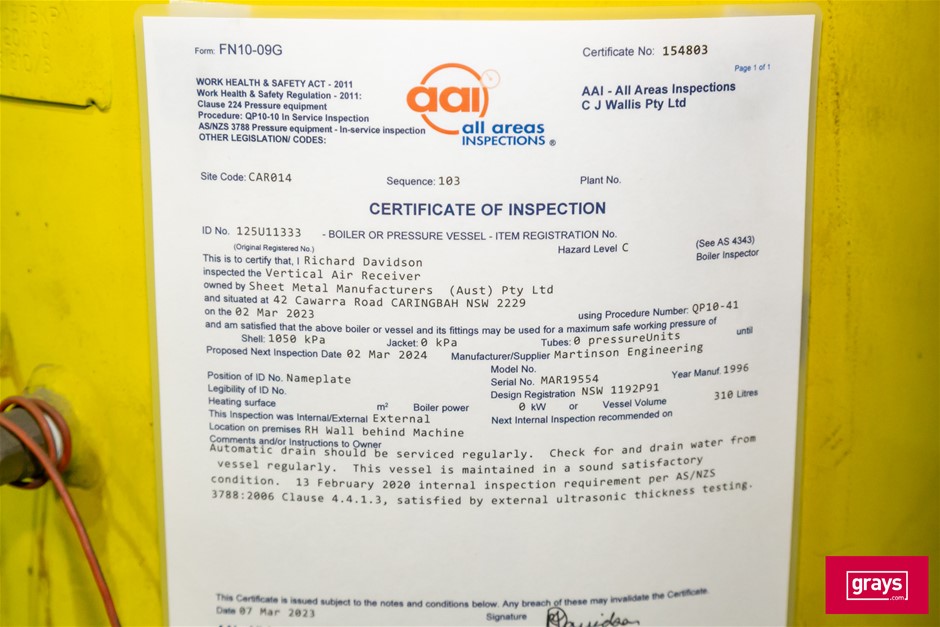 Form: FN10-09G
Certificate No: 154803
Page 1 of 1
WORK HEALTH & SAFETY ACT - 2011
Work Health & Safety Regulation - 2011:
Clause 224 Pressure equipment
Procedure: QP10-10 In Service Inspection
AS/NZS 3788 Pressure equipment - In-service inspection
OTHER LEGISLATION/ CODES:
aai
all areas
INSPECTIONS ®
AAI - All Areas Inspections
C J Wallis Pty Ltd
Site Code: CAR014 Sequence: 103 Plant No.
CERTIFICATE OF INSPECTION
ID No. 125U11333 - BOILER OR PRESSURE VESSEL - ITEM REGISTRATION No.
(Original Registered No.) Hazard Level C (See AS 4343)
This is to certify that, I Richard Davidson Boiler Inspector
inspected the Vertical Air Receiver
owned by Sheet Metal Manufacturers (Aust) Pty Ltd
and situated at 42 Cawarra Road CARINGBAH NSW 2229
on the 02 Mar 2023 using Procedure Number: QP10-41
and am satisfied that the above boiler or vessel and its fittings may be used for a maximum safe working pressure of until
Shell: 1050 kPa Jacket: 0 kPa Tubes: 0 pressureUnits
Proposed Next Inspection Date 02 Mar 2024 Manufacturer/Supplier Martinson Engineering
Model No.
Position of ID No. Nameplate Serial No. MAR19554 Year Manuf. 1996
Legibility of ID No. Design Registration NSW 1192P91
Heating surface m² Boiler power 0 kW or Vessel Volume 310 Litres
This Inspection was Internal/External External Next Internal Inspection recommended on
Location on premises RH Wall behind Machine
Comments and/or Instructions to Owner
Automatic drain should be serviced regularly. Check for and drain water from
vessel regularly. This vessel is maintained in a sound satisfactory
condition. 13 February 2020 internal inspection requirement per AS/NZS
3788:2006 Clause 4.4.1.3, satisfied by external ultrasonic thickness testing.
This Certificate is issued subject to the notes and conditions below. Any breach of these may invalidate the Certificate.
Date 07 Mar 2023 Signature RDavidson
grays
.com